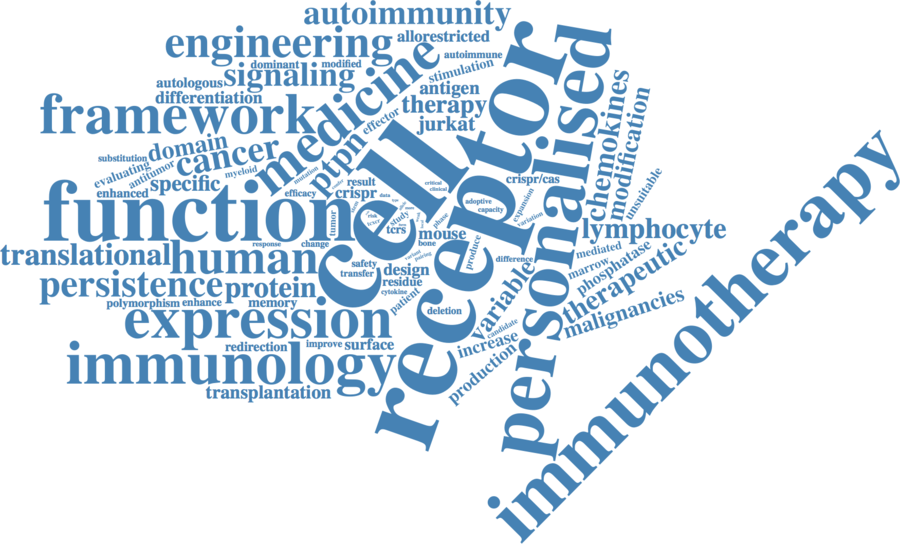 autoimmunity
engineering
allorestricted
dominant
modified
autoimmune
signaling
stimulation
autologous
differentiation
antigen
medicine
therapy
framework
effector
jurkat
domain
cancer
substitution
antitumor
evaluating
myeloid
mutation
ptpn
specific
enhanced
efficacy
result
crispr
critical
clinical
data
crispr/cas
adoptive
capacity
expansion
variation
function
cell
receptor
personalised
chemokines
modification
unsuitable
tumor
risk
study
tcrs
phase
mouse
bone
lymphocyte
response
change
variant
pairing
produce
difference
mediated
marrow
phosphatase
translational
human
safety
transfer
design
residue
cytokine
patient
persistence
protein
therapeutic
variable
polymorphism
enhance
memory
deletion
malignancies
expression
candidate
increase
redirection
improve
surface
production
immunology
transplantation
immunotherapy